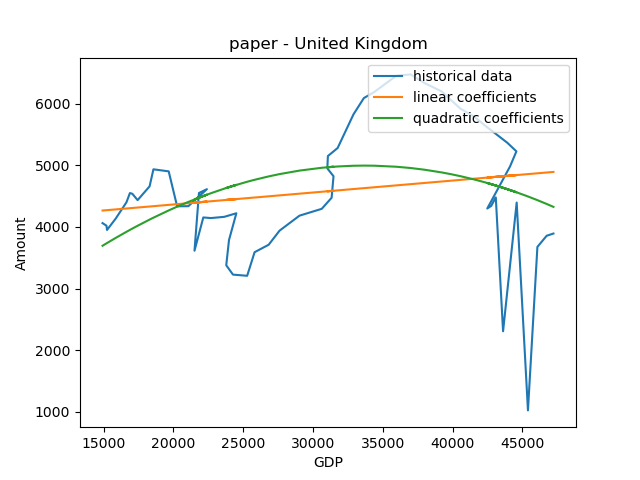 paper - United Kingdom
historical data
linear coefficients
quadratic coefficients
Amount
6000
5000
4000
3000
2000
1000
15000 20000 25000 30000 35000 40000 45000
GDP